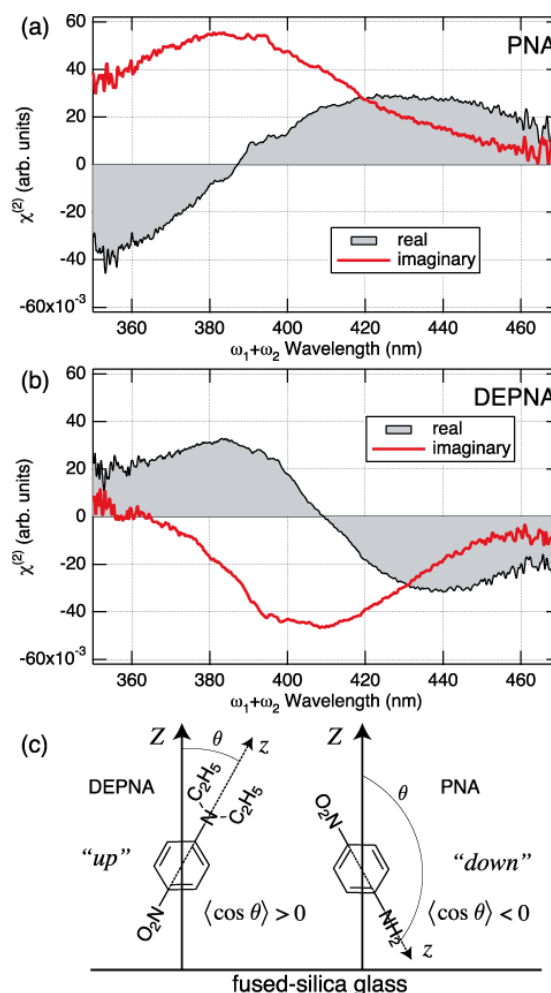 (a)
60
PNA
40
20
0
-20
-40
-60x10⁻³
χ⁽²⁾ (arb. units)
real
imaginary
360 380 400 420 440 460
ω₁+ω₂ Wavelength (nm)
(b)
60
DEPNA
40
20
0
-20
-40
-60x10⁻³
χ⁽²⁾ (arb. units)
real
imaginary
360 380 400 420 440 460
ω₁+ω₂ Wavelength (nm)
(c)
Z θ z
DEPNA
C₂H₅
N
C₂H₅
"up"
O₂N
⟨cos θ⟩ > 0
Z
θ
PNA
O₂N
"down"
NH₂
z
⟨cos θ⟩ < 0
fused-silica glass